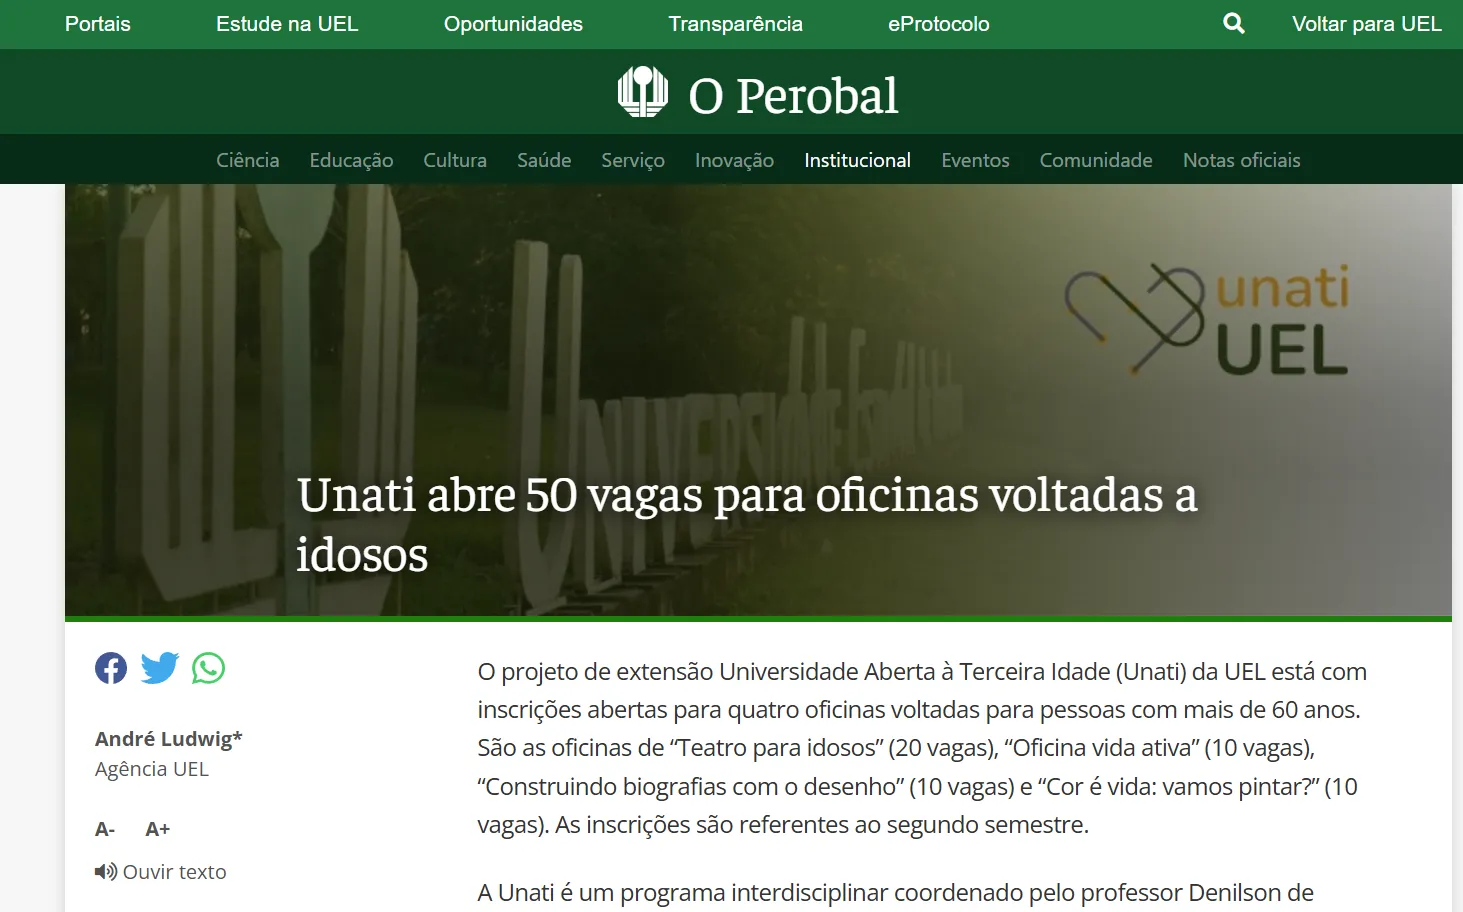 Portais Estude na UEL Oportunidades Transparência eProtocolo Voltar para UEL
O Perobal
Ciência Educação Cultura Saúde Serviço Inovação Institucional Eventos Comunidade Notas oficiais
unati
UEL
UNIVERSIDADE ESTADUAL
Unati abre 50 vagas para oficinas voltadas a
idosos
André Ludwig*
Agência UEL
A- A+
Ouvir texto
O projeto de extensão Universidade Aberta à Terceira Idade (Unati) da UEL está com
inscrições abertas para quatro oficinas voltadas para pessoas com mais de 60 anos.
São as oficinas de “Teatro para idosos” (20 vagas), “Oficina vida ativa” (10 vagas),
“Construindo biografias com o desenho” (10 vagas) e “Cor é vida: vamos pintar?” (10
vagas). As inscrições são referentes ao segundo semestre.
A Unati é um programa interdisciplinar coordenado pelo professor Denilson de